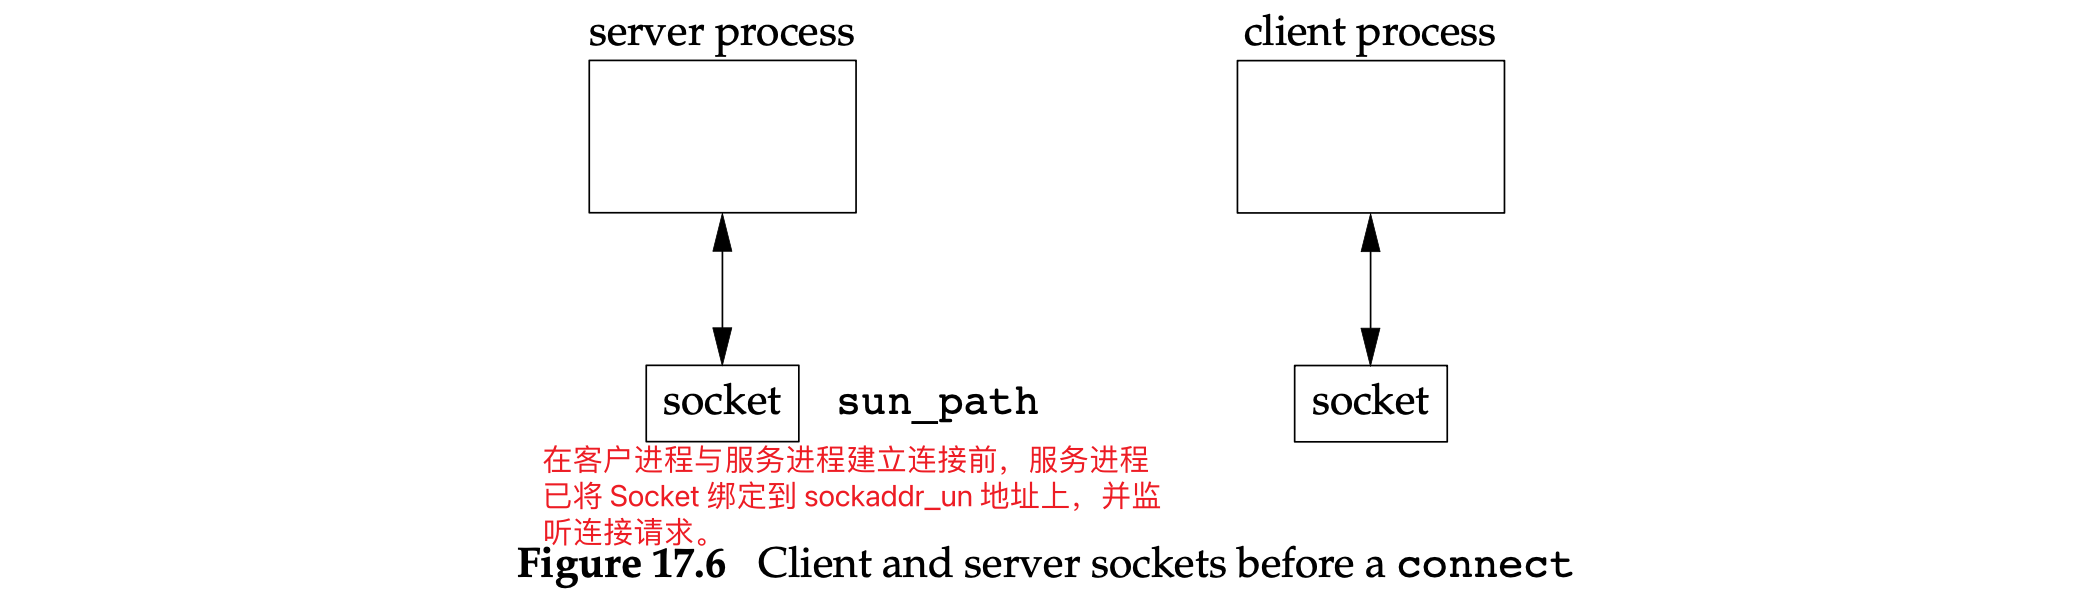 server process
client process
socket
sun_path
socket
在客户进程与服务进程建立连接前，服务进程
已将 Socket 绑定到 sockaddr_un 地址上，并监
听连接请求。
Figure 17.6 Client and server sockets before a connect